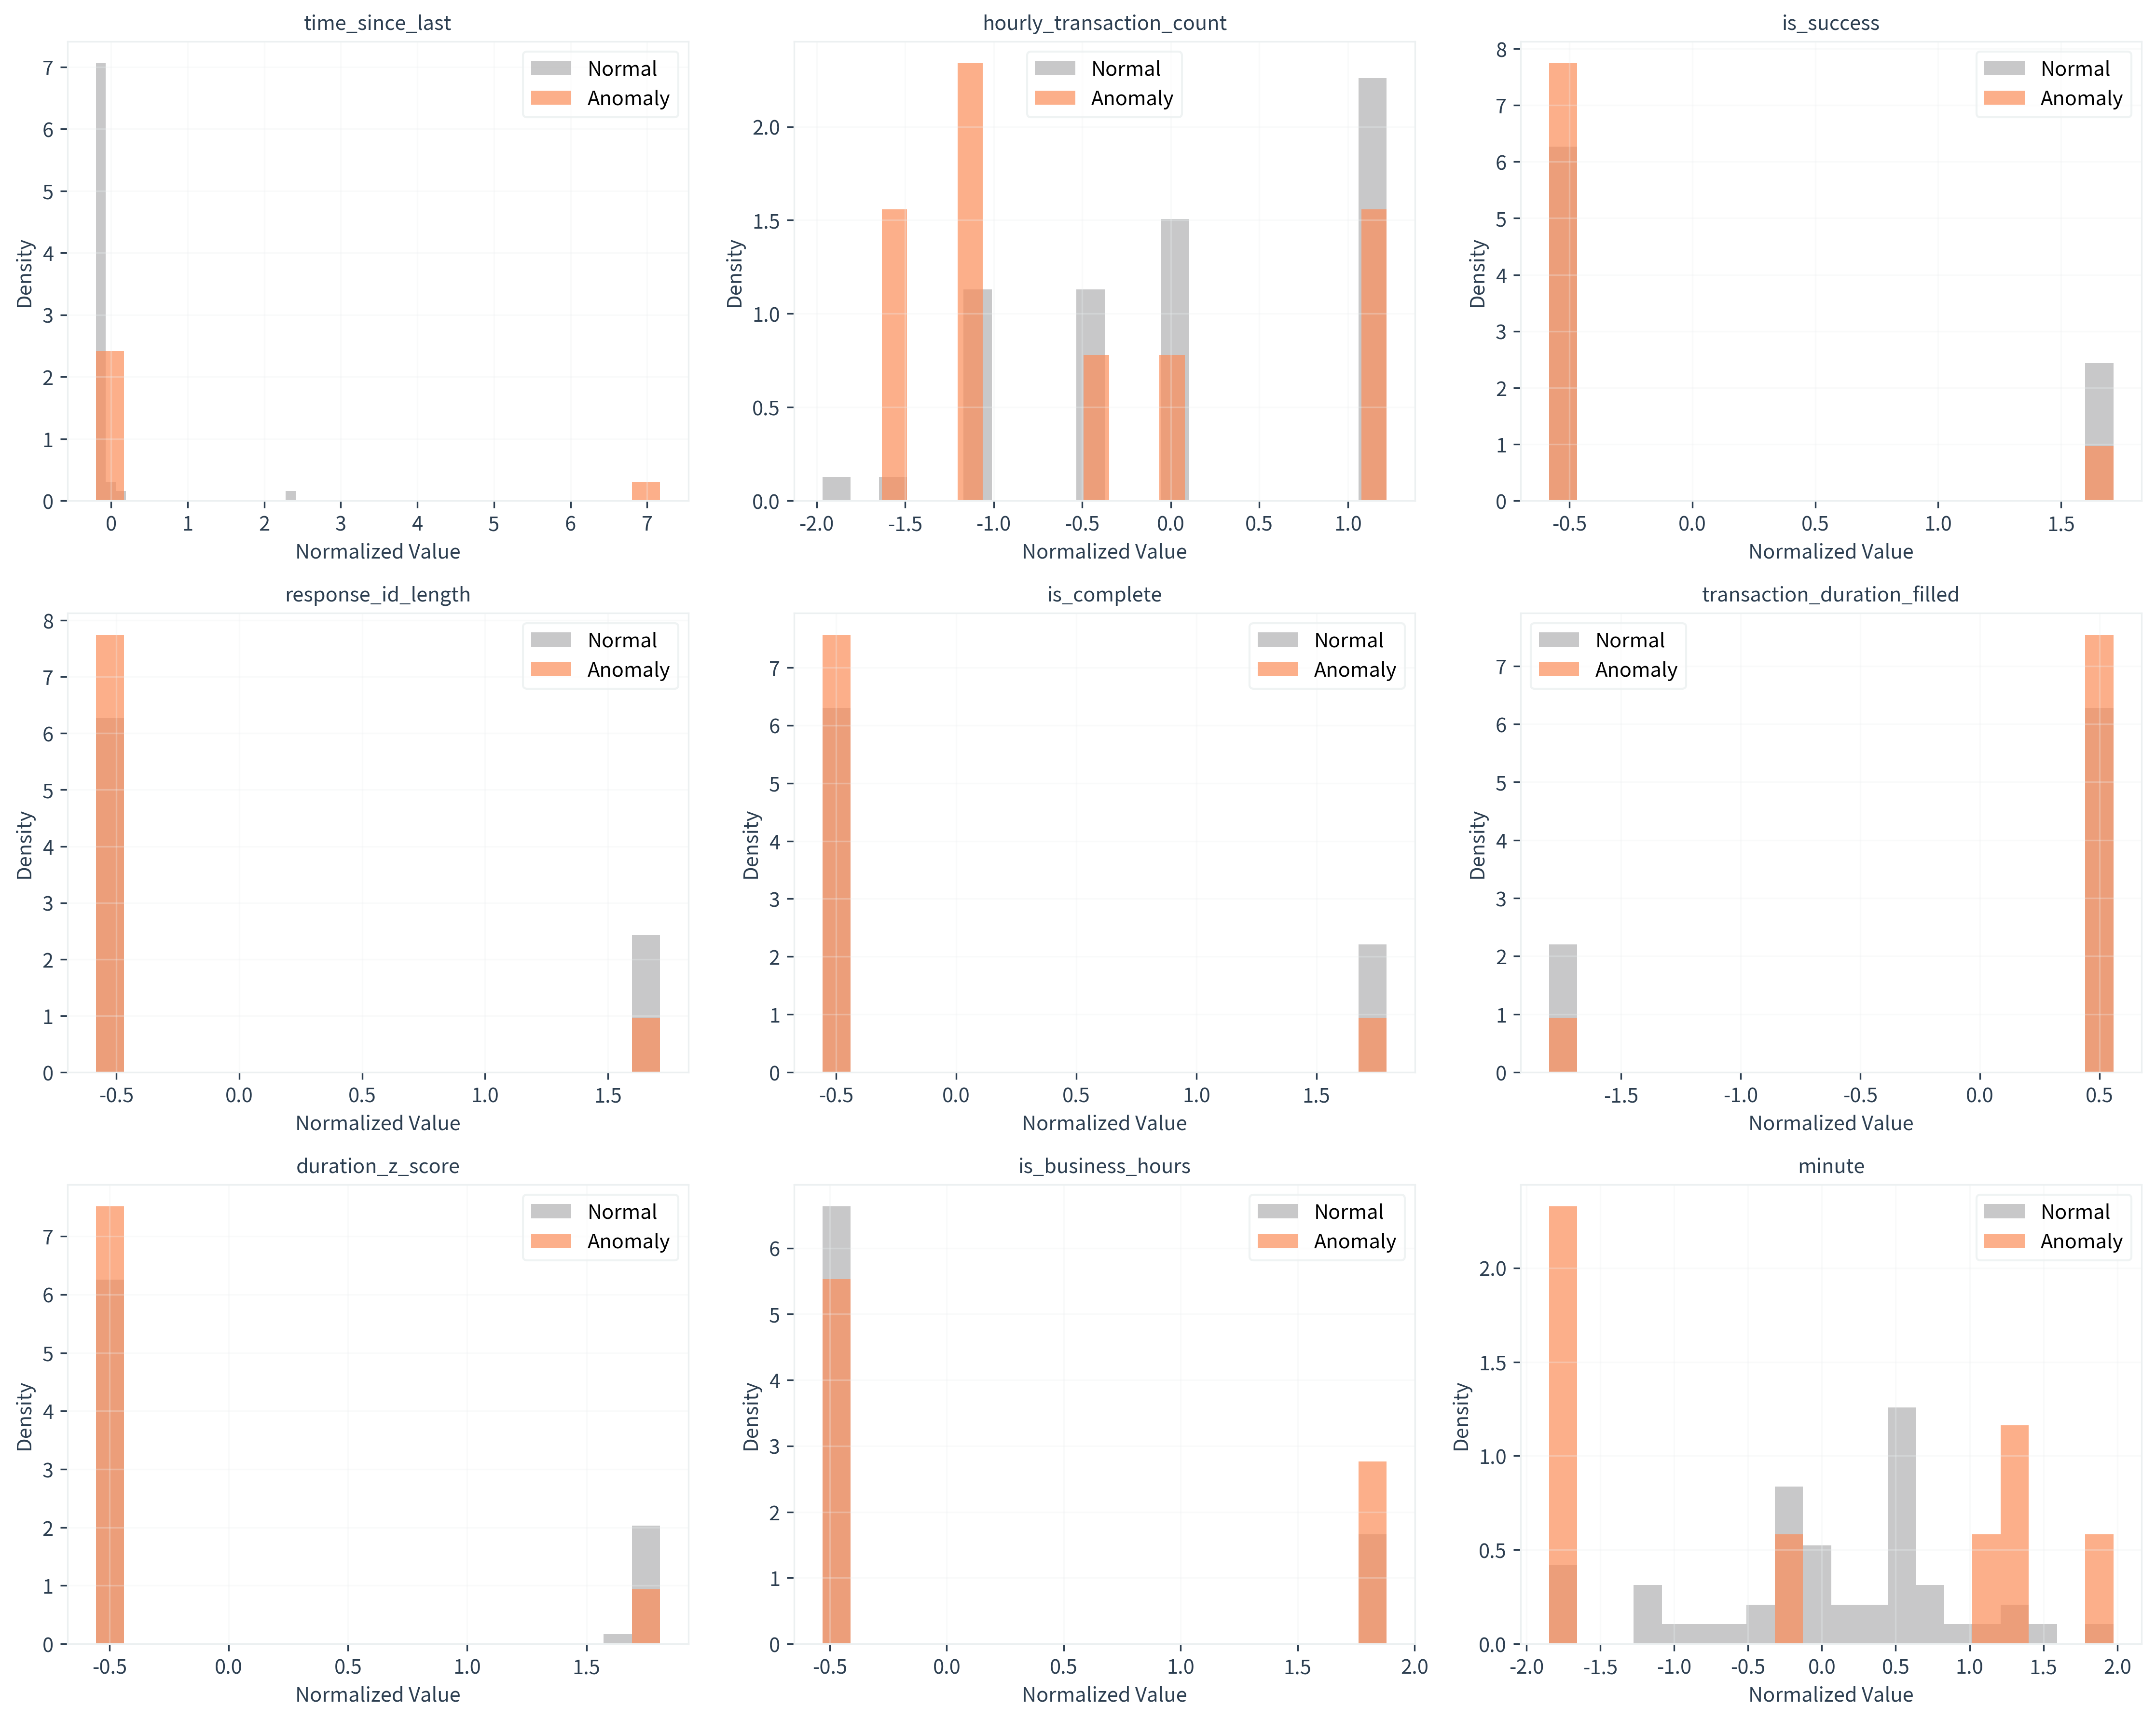 time_since_last
7
6
5
4
3
2
1
0
Density
0 1 2 3 4 5 6 7
Normalized Value
Normal
Anomaly
hourly_transaction_count
2.0
1.5
1.0
0.5
0.0
Density
-2.0 -1.5 -1.0 -0.5 0.0 0.5 1.0
Normalized Value
Normal
Anomaly
is_success
8
7
6
5
4
3
2
1
0
Density
-0.5 0.0 0.5 1.0 1.5
Normalized Value
Normal
Anomaly
response_id_length
8
7
6
5
4
3
2
1
0
Density
-0.5 0.0 0.5 1.0 1.5
Normalized Value
Normal
Anomaly
is_complete
7
6
5
4
3
2
1
0
Density
-0.5 0.0 0.5 1.0 1.5
Normalized Value
Normal
Anomaly
transaction_duration_filled
7
6
5
4
3
2
1
0
Density
-1.5 -1.0 -0.5 0.0 0.5
Normalized Value
Normal
Anomaly
duration_z_score
7
6
5
4
3
2
1
0
Density
-0.5 0.0 0.5 1.0 1.5
Normalized Value
Normal
Anomaly
is_business_hours
6
5
4
3
2
1
0
Density
-0.5 0.0 0.5 1.0 1.5 2.0
Normalized Value
Normal
Anomaly
minute
2.0
1.5
1.0
0.5
0.0
Density
-2.0 -1.5 -1.0 -0.5 0.0 0.5 1.0 1.5 2.0
Normalized Value
Normal
Anomaly